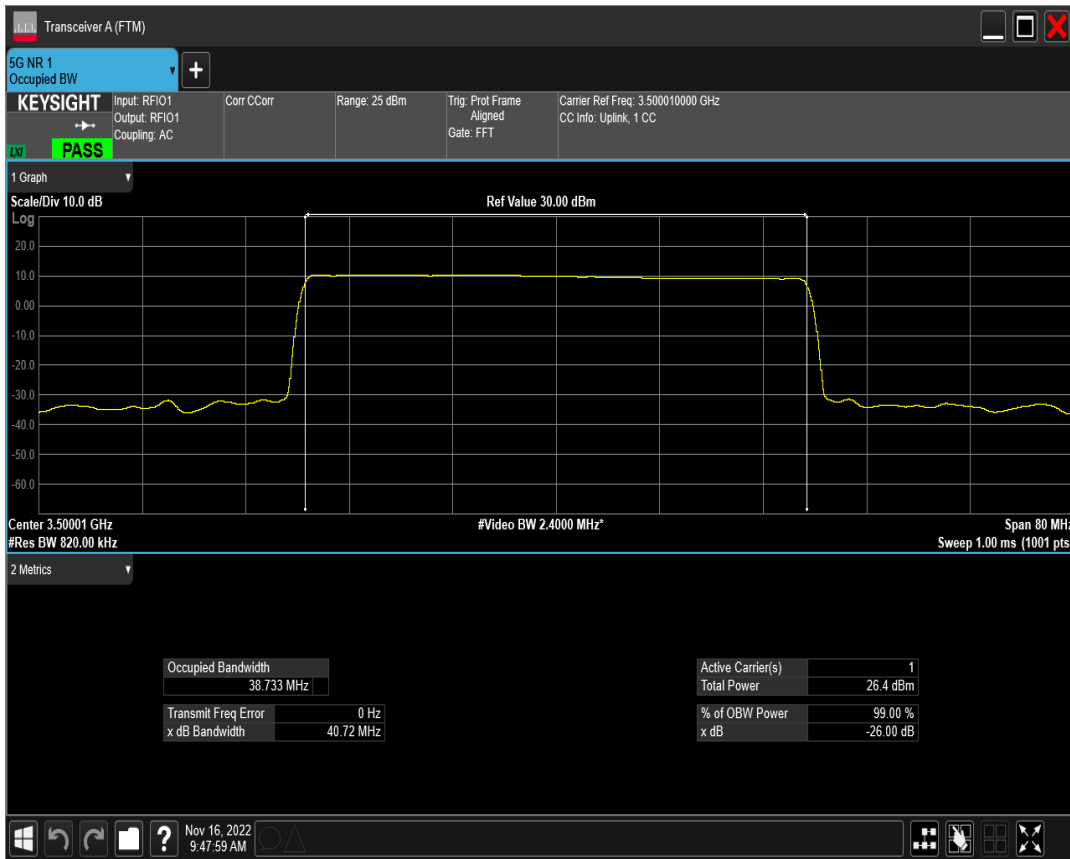 Transceiver A (FTM)
5G NR 1
Occupied BW
+
KEYSIGHT
LXI
PASS
Input: RFIO1
Output: RFIO1
Coupling: AC
Corr CCorr
Range: 25 dBm
Trig: Prot Frame
Aligned
Gate: FFT
Carrier Ref Freq: 3.500010000 GHz
CC Info: Uplink, 1 CC
1 Graph
Scale/Div 10.0 dB
Ref Value 30.00 dBm
Log
20.0
10.0
0.00
-10.0
-20.0
-30.0
-40.0
-50.0
-60.0
Center 3.50001 GHz
#Video BW 2.4000 MHz*
Span 80 MHz
#Res BW 820.00 kHz
Sweep 1.00 ms (1001 pts
2 Metrics
Occupied Bandwidth
38.733 MHz
Transmit Freq Error 0 Hz
x dB Bandwidth 40.72 MHz
Active Carrier(s) 1
Total Power 26.4 dBm
% of OBW Power 99.00 %
x dB -26.00 dB
?
Nov 16, 2022
9:47:59 AM